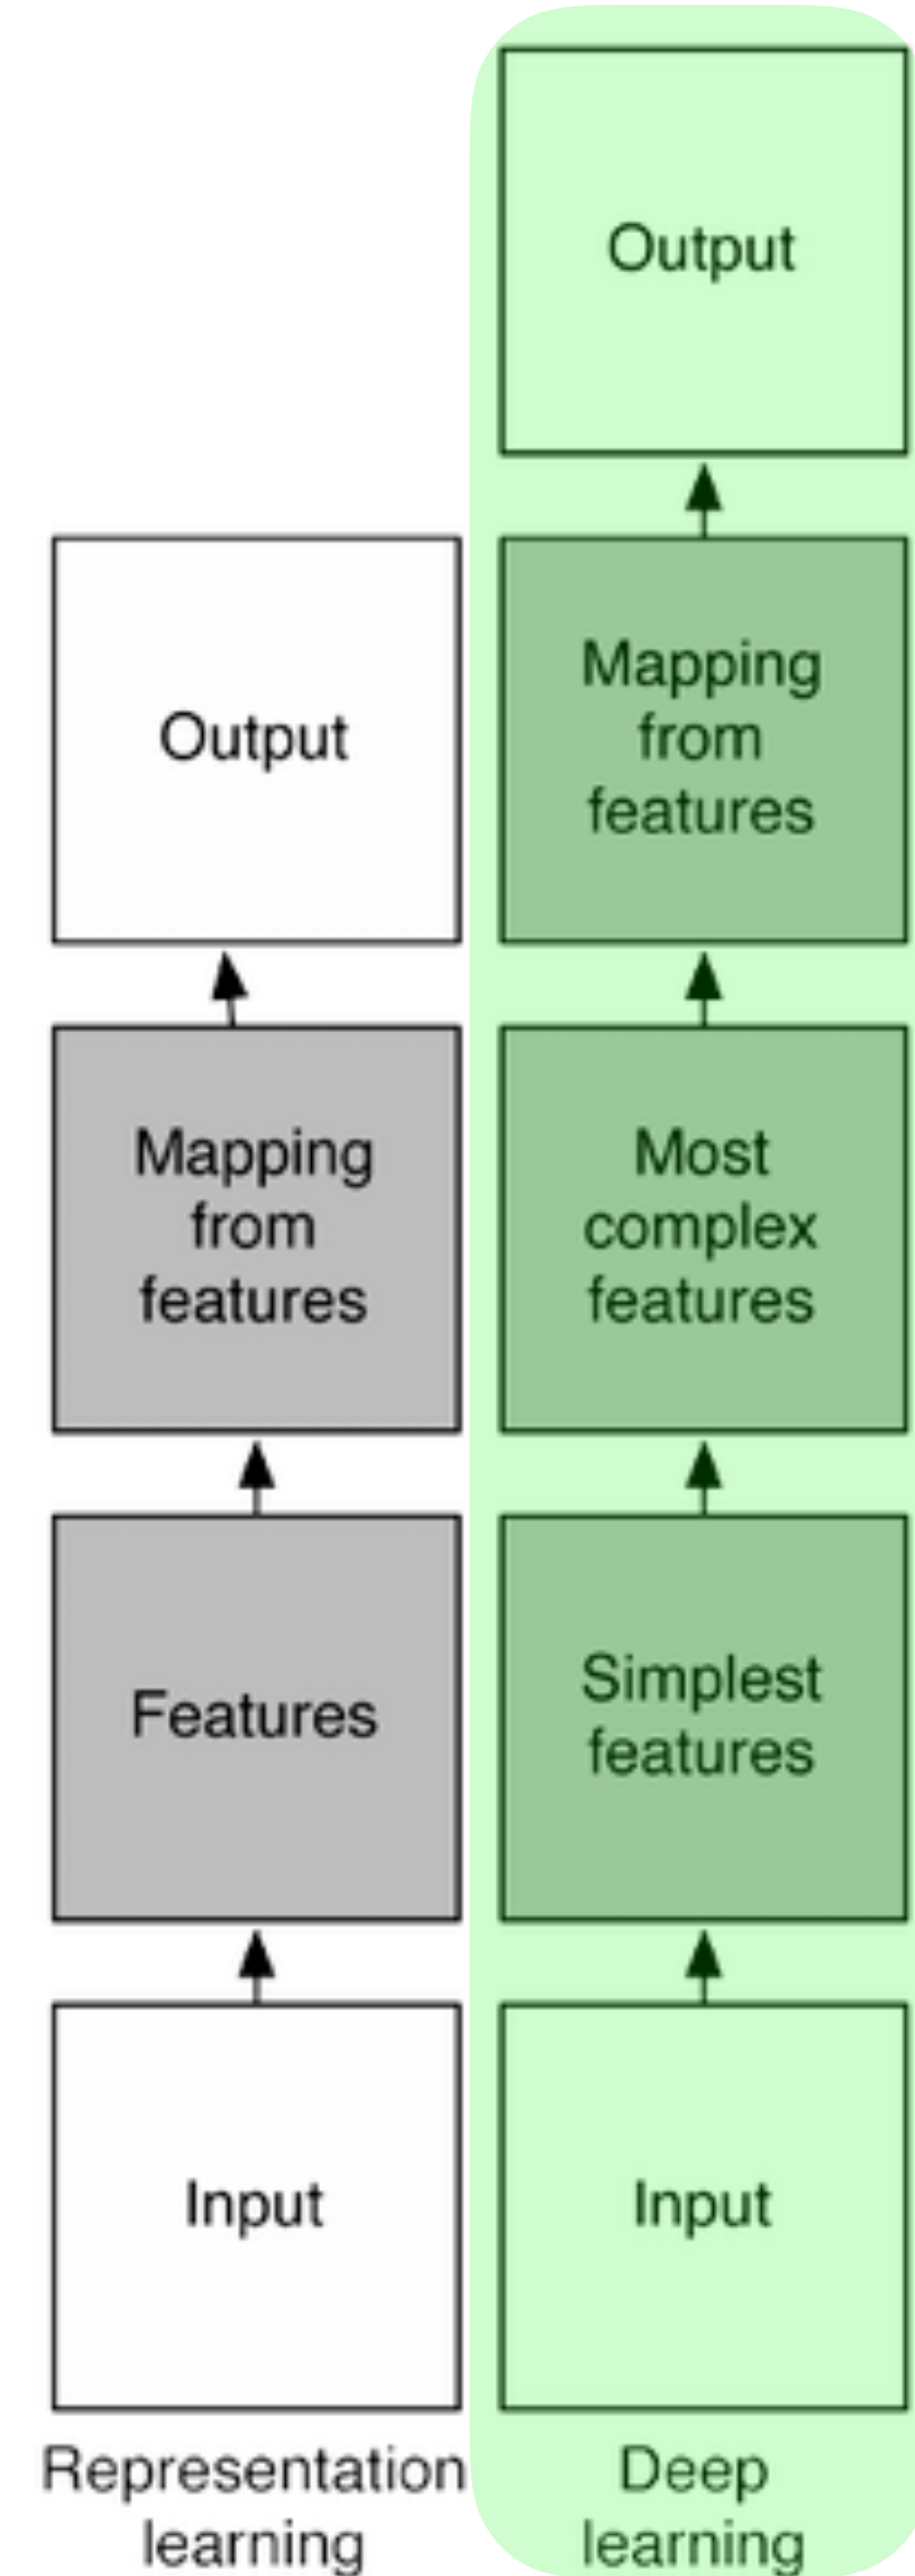 Output
Mapping
from
features
Features
Input
Representation
learning
Output
Mapping
from
features
Most
complex
features
Simplest
features
Input
Deep
learning